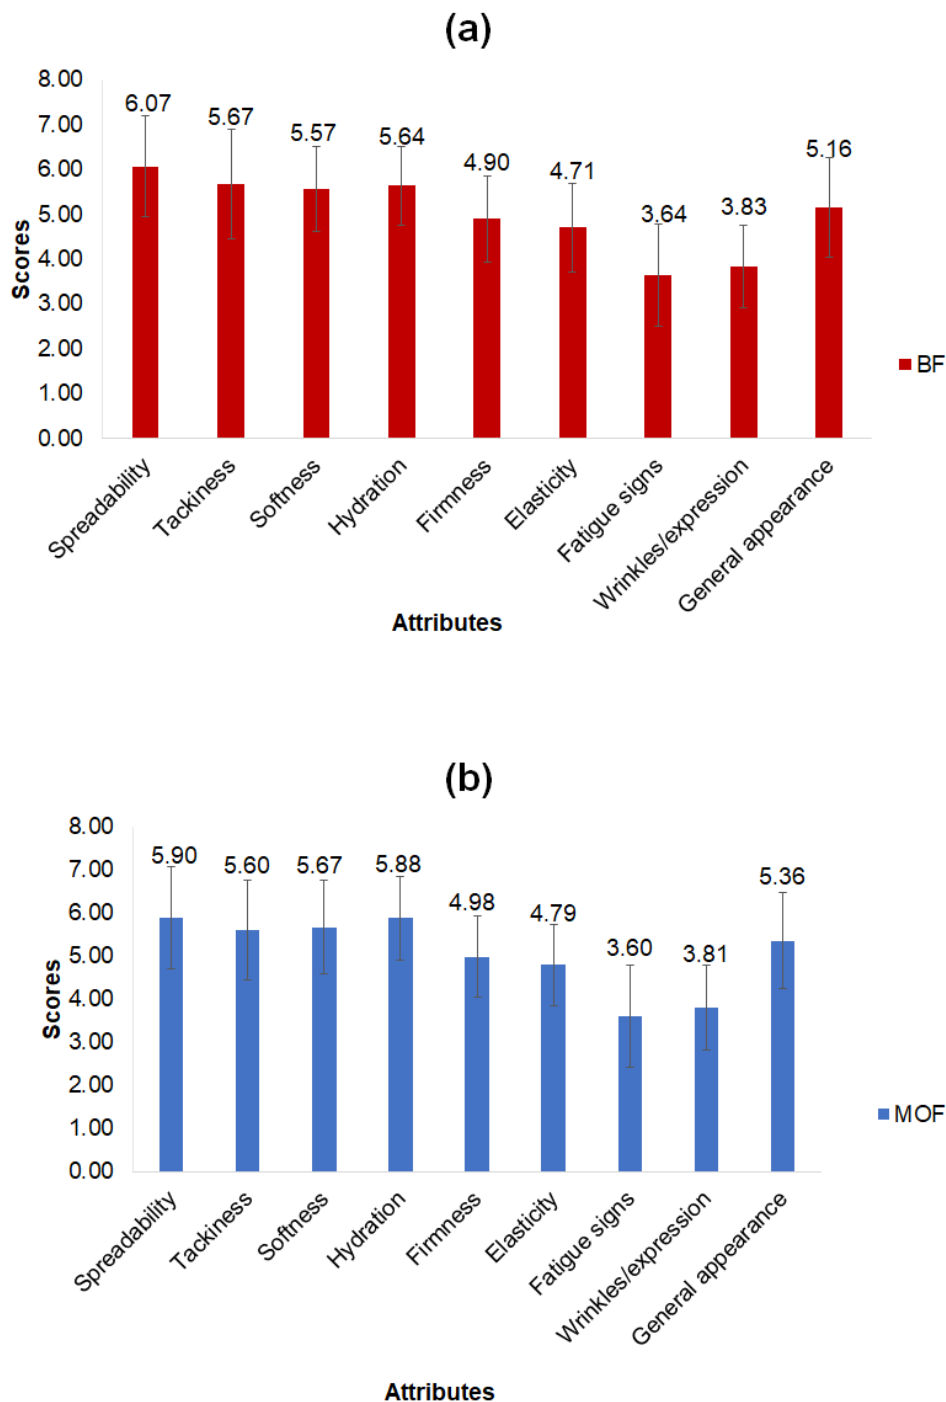 (a)
8.00
7.00
6.00
5.00
4.00
3.00
2.00
1.00
0.00
Scores
6.07
5.67
5.57
5.64
4.90
4.71
3.64
3.83
5.16
BF
Spreadability
Tackiness
Softness
Hydration
Firmness
Elasticity
Fatigue signs
Wrinkles/expression
General appearance
Attributes
(b)
8.00
7.00
6.00
5.00
4.00
3.00
2.00
1.00
0.00
Scores
5.90
5.60
5.67
5.88
4.98
4.79
3.60
3.81
5.36
MOF
Spreadability
Tackiness
Softness
Hydration
Firmness
Elasticity
Fatigue signs
Wrinkles/expression
General appearance
Attributes